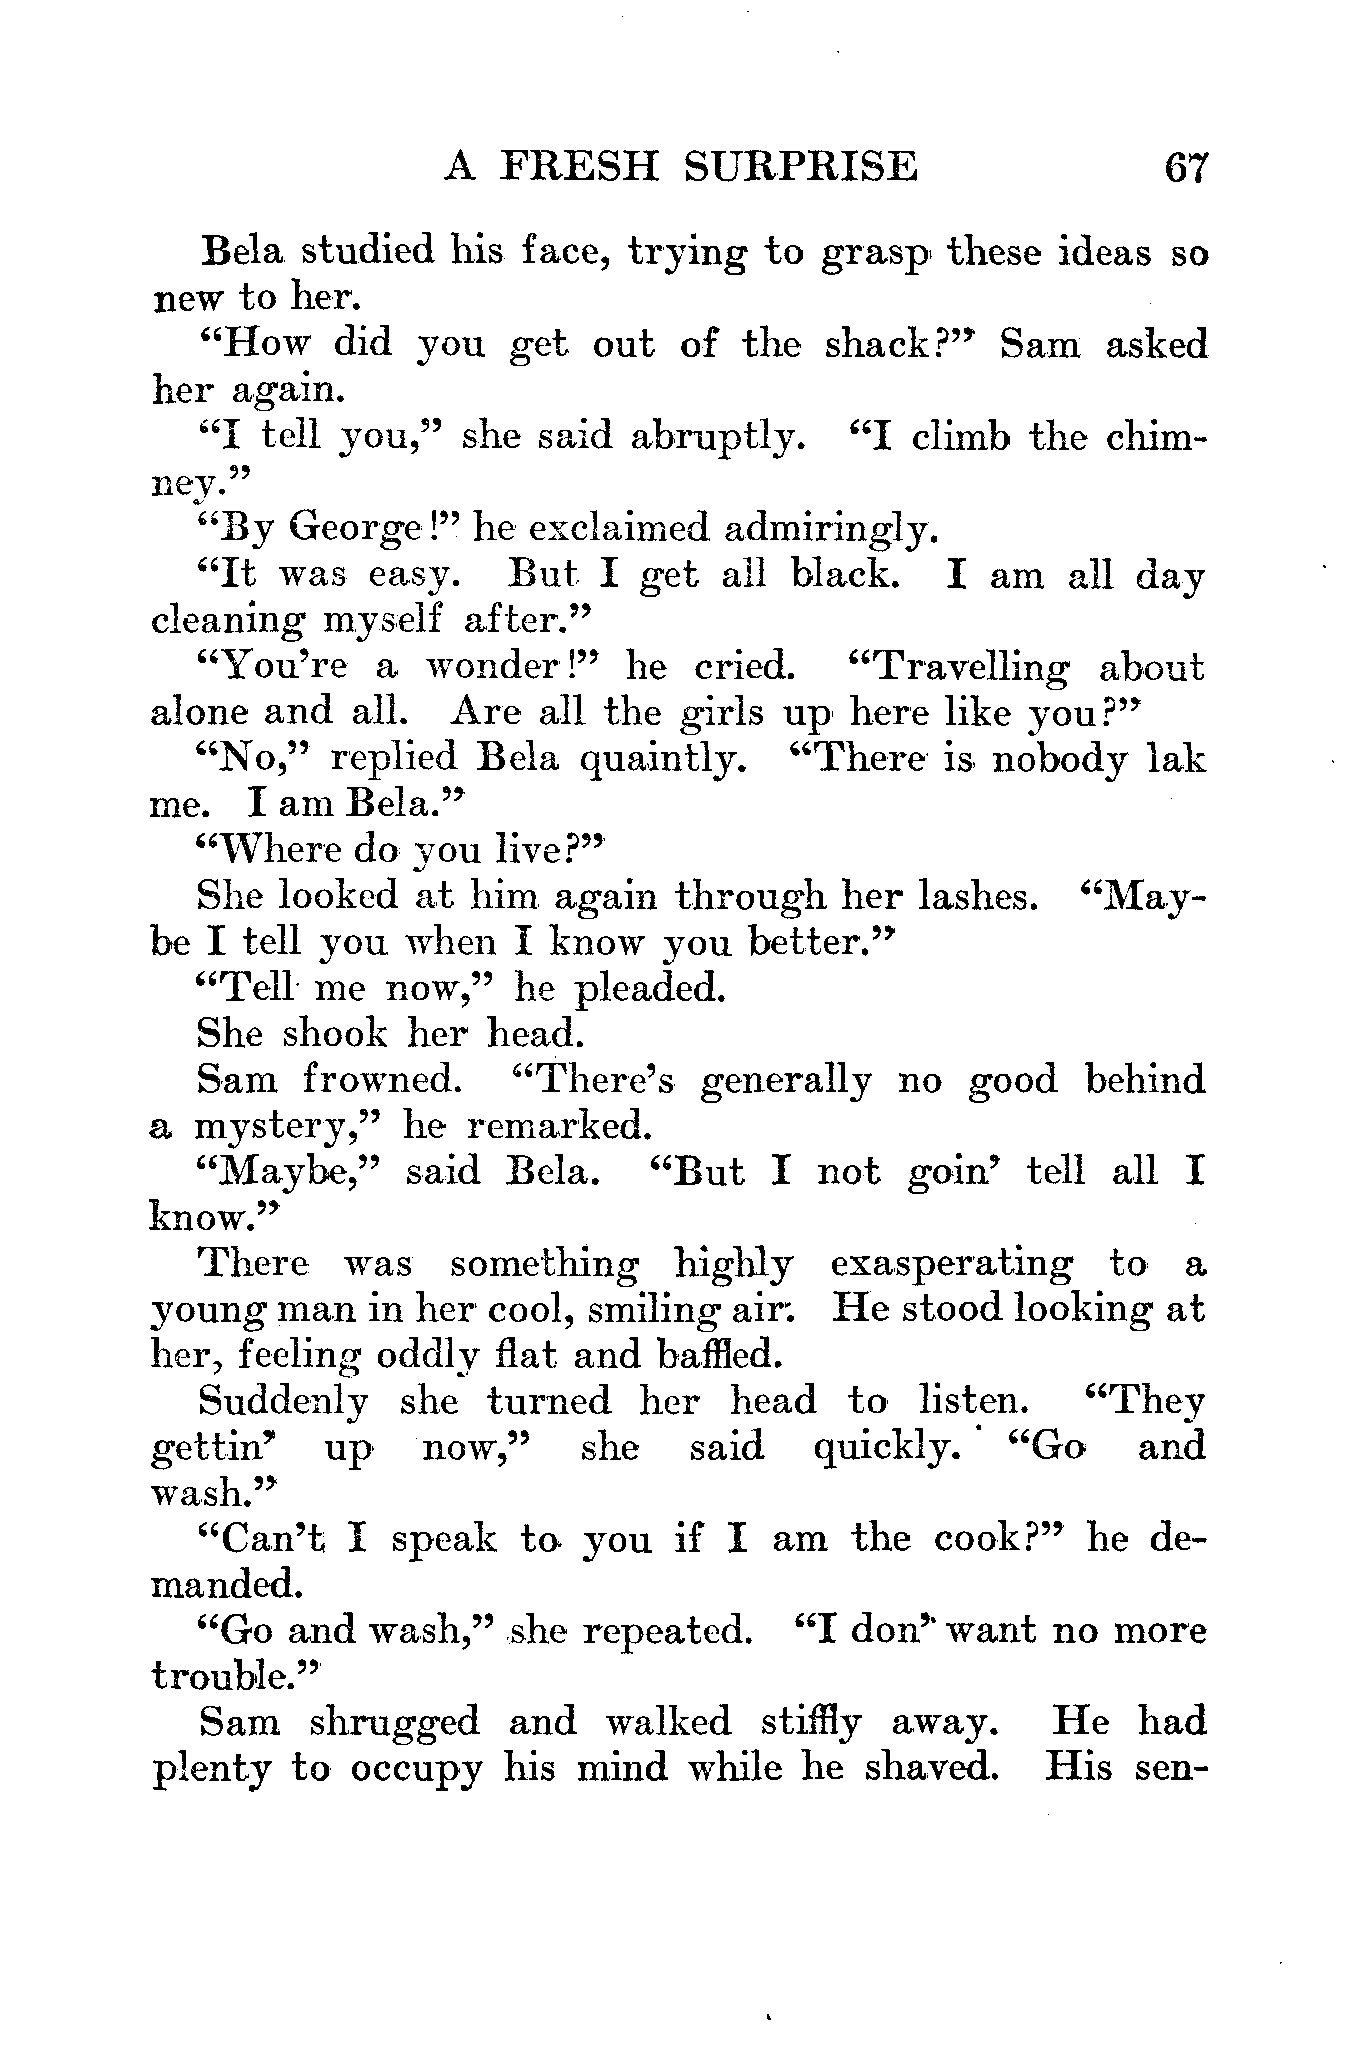 A FRESH SURPRISE 67
Bela studied his face, trying to grasp these ideas so
new to her.
“How did you get out of the shack?” Sam asked
her again.
“I tell you,” she said abruptly. “I climb the chim-
ney.”
“By George!” he exclaimed admiringly.
“It was easy. But I get all black. I am all day
cleaning myself after.”
“You’re a wonder!” he cried. “Travelling about
alone and all. Are all the girls up here like you?”
“No,” replied Bela quaintly. “There is nobody lak
me. I am Bela.”
“Where do you live?”
She looked at him again through her lashes. “May-
be I tell you when I know you better.”
“Tell me now,” he pleaded.
She shook her head.
Sam frowned. “There’s generally no good behind
a mystery,” he remarked.
“Maybe,” said Bela. “But I not goin’ tell all I
know.”
There was something highly exasperating to a
young man in her cool, smiling air. He stood looking at
her, feeling oddly flat and baffled.
Suddenly she turned her head to listen. “They
gettin’ up now,” she said quickly. “Go and
wash.”
“Can’t I speak to you if I am the cook?” he de-
manded.
“Go and wash,” she repeated. “I don’ want no more
trouble.”
Sam shrugged and walked stiffly away. He had
plenty to occupy his mind while he shaved. His sen-